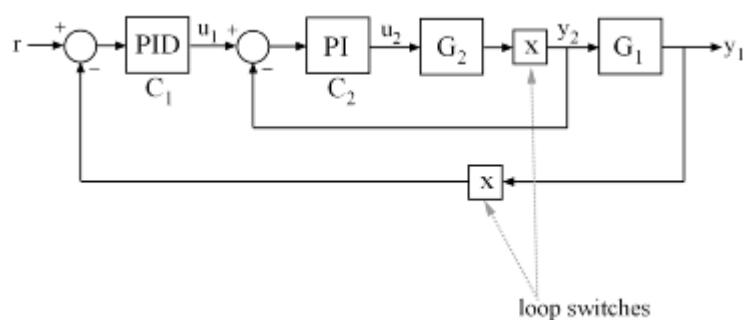 r
+
−
PID
C1
u1
+
−
PI
C2
u2
G2
x
y2
G1
y1
x
loop switches